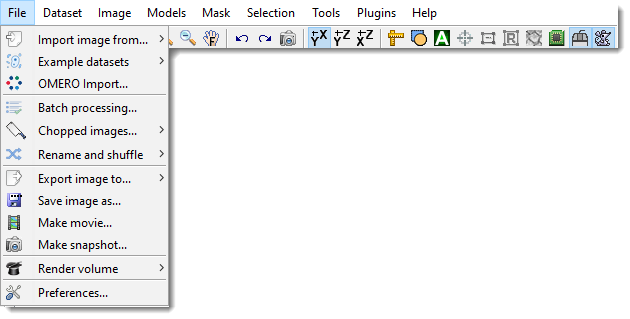 File Dataset Image Models Mask Selection Tools Plugins Help
Import image from...
Example datasets
OMERO Import...
Batch processing...
Chopped images...
Rename and shuffle
Export image to...
Save image as...
Make movie...
Make snapshot...
Render volume
Preferences...